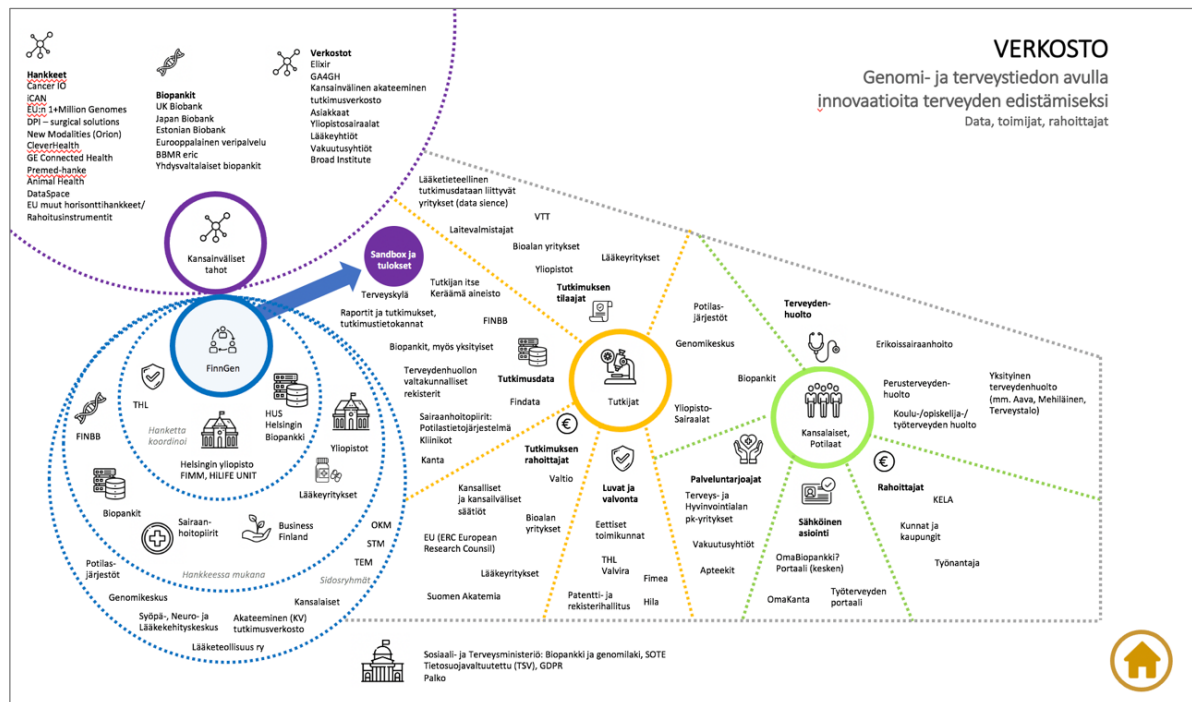 VERKOSTO
Genomi- ja terveystiedon avulla
innovaatioita terveyden edistämiseksi
Data, toimijat, rahoittajat
Hankkeet
Cancer IO
iCAN
EU:n 1+Million Genomes
DPI – surgical solutions
New Modalities (Orion)
CleverHealth
GE Connected Health
Premed-hanke
Animal Health
DataSpace
EU muut horisonttihankkeet/
Rahoitusinstrumentit
Biopankit
UK Biobank
Japan Biobank
Estonian Biobank
Eurooppalainen veripalvelu
BBMR eric
Yhdysvaltalaiset biopankit
Verkostot
Elixir
GA4GH
Kansainvälinen akateeminen
tutkimusverkosto
Asiakkaat
Yliopistosairaalat
Lääkeyhtiöt
Vakuutusyhtiöt
Broad Institute
Kansainväliset
tahot
Sandbox ja
tulokset
FinnGen
THL
Hanketta
koordinoi
HUS
Helsingin
Biopankki
Helsingin yliopisto
FIMM, HiLIFE UNIT
FINBB
Yliopistot
Lääkeyritykset
Biopankit
Sairaan-
hoitopiirit
Business
Finland
Hankkeessa mukana
OKM
STM
TEM
Sidosryhmät
Potilas-
järjestöt
Genomikeskus
Kansalaiset
Syöpä-, Neuro- ja
Lääkekehityskeskus
Akateeminen (KV)
tutkimusverkosto
Lääketeollisuus ry
Terveyskylä
Tutkijan itse
Keräämä aineisto
Raportit ja tutkimukset,
tutkimustietokannat
FINBB
Biopankit, myös yksityiset
Terveydenhuollon
valtakunnalliset
rekisterit
Tutkimusdata
Findata
Sairaanhoitopiirit:
Potilastietojärjestelmä
Kliinikot
Kanta
Lääketieteellinen
tutkimusdataan liittyvät
yritykset (data sience)
VTT
Laitevalmistajat
Bioalan yritykset
Lääkeyritykset
Yliopistot
Tutkimuksen
tilaajat
Tutkijat
Tutkimuksen
rahoittajat
Valtio
Kansalliset
ja kansailväliset
säätiöt
Bioalan
yritykset
EU (ERC European
Research Counsil)
Lääkeyritykset
Suomen Akatemia
Luvat ja
valvonta
Eettiset
toimikunnat
THL
Valvira
Fimea
Patentti- ja
rekisterihallitus
Hila
Potilas-
järjestöt
Genomikeskus
Biopankit
Yliopisto-
Sairaalat
Palveluntarjoajat
Terveys- ja
Hyvinvointialan
pk-yritykset
Vakuutusyhtiöt
Apteekit
Terveyden-
huolto
Erikoissairaanhoito
Perusterveyden-
huolto
Koulu-/opiskelija-/
työterveyden huolto
Yksityinen
terveydenhuolto
(mm. Aava, Mehiläinen,
Terveystalo)
Kansalaiset,
Potilaat
Sähköinen
asiointi
OmaBiopankki?
Portaali (kesken)
OmaKanta
Työterveyden
portaali
Rahoittajat
KELA
Kunnat ja
kaupungit
Työnantaja
Sosiaali- ja Terveysministeriö: Biopankki ja genomilaki, SOTE
Tietosuojavaltuutettu (TSV), GDPR
Palko